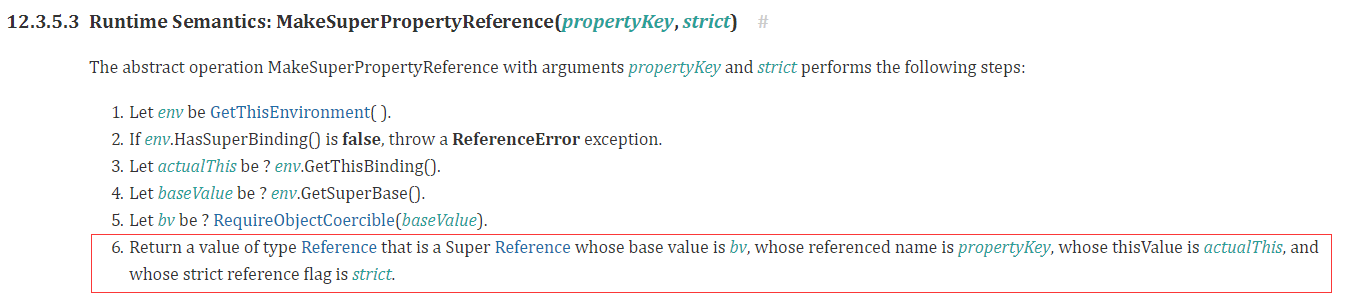 12.3.5.3 Runtime Semantics: MakeSuperPropertyReference(propertyKey, strict) #
The abstract operation MakeSuperPropertyReference with arguments propertyKey and strict performs the following steps:
1. Let env be GetThisEnvironment( ).
2. If env.HasSuperBinding() is false, throw a ReferenceError exception.
3. Let actualThis be ? env.GetThisBinding().
4. Let baseValue be ? env.GetSuperBase().
5. Let bv be ? RequireObjectCoercible(baseValue).
6. Return a value of type Reference that is a Super Reference whose base value is bv, whose referenced name is propertyKey, whose thisValue is actualThis, and
whose strict reference flag is strict.